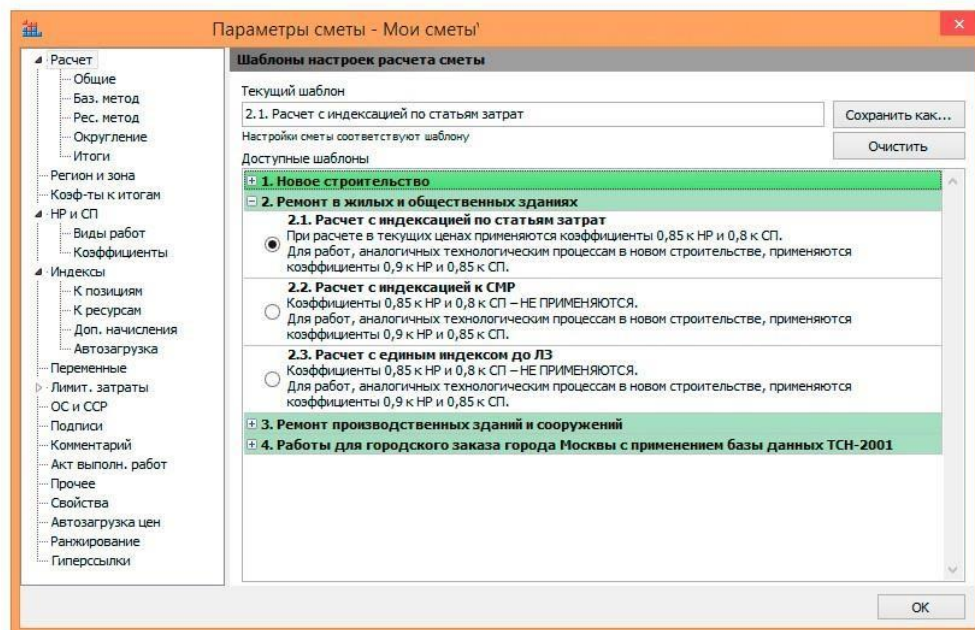 Параметры сметы - Мои сметы'
Расчет
Общие
Баз. метод
Рес. метод
Округление
Итоги
Регион и зона
Коэф-ты к итогам
НР и СП
Виды работ
Коэффициенты
Индексы
К позициям
К ресурсам
Доп. начисления
Автозагрузка
Переменные
Лимит. затраты
ОС и ССР
Подписи
Комментарий
Акт выполн. работ
Прочее
Свойства
Автозагрузка цен
Ранжирование
Гиперссылки
Шаблоны настроек расчета сметы
Текущий шаблон
2.1. Расчет с индексацией по статьям затрат
Сохранить как...
Настройки сметы соответствуют шаблону
Очистить
Доступные шаблоны
1. Новое строительство
2. Ремонт в жилых и общественных зданиях
2.1. Расчет с индексацией по статьям затрат
При расчете в текущих ценах применяются коэффициенты 0,85 к НР и 0,8 к СП.
Для работ, аналогичных технологическим процессам в новом строительстве, применяются
коэффициенты 0,9 к НР и 0,85 к СП.
2.2. Расчет с индексацией к СМР
Коэффициенты 0,85 к НР и 0,8 к СП – НЕ ПРИМЕНЯЮТСЯ.
Для работ, аналогичных технологическим процессам в новом строительстве, применяются
коэффициенты 0,9 к НР и 0,85 к СП.
2.3. Расчет с единым индексом до ЛЗ
Коэффициенты 0,85 к НР и 0,8 к СП – НЕ ПРИМЕНЯЮТСЯ.
Для работ, аналогичных технологическим процессам в новом строительстве, применяются
коэффициенты 0,9 к НР и 0,85 к СП.
3. Ремонт производственных зданий и сооружений
4. Работы для городского заказа города Москвы с применением базы данных ТСН-2001
ОК